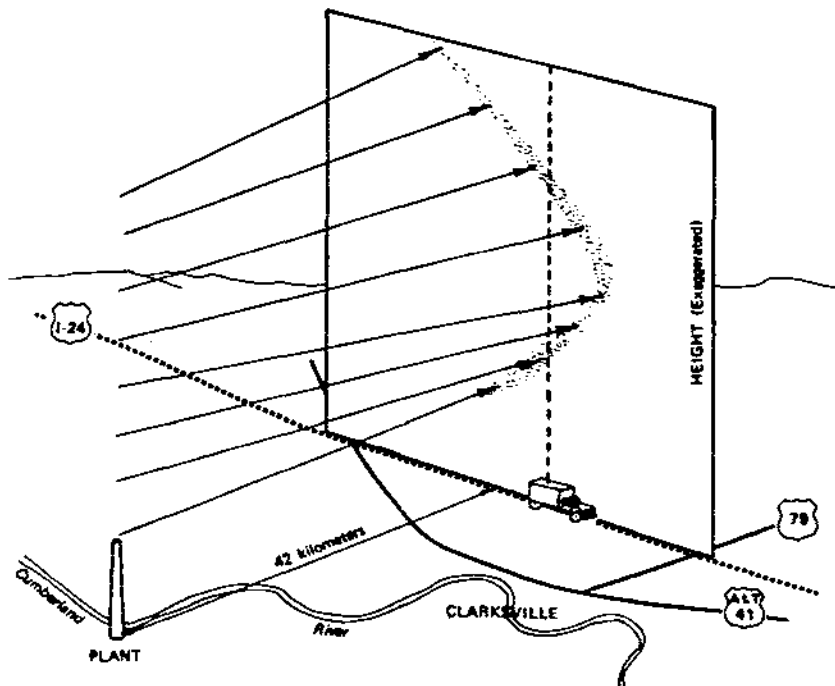 HEIGHT (Exaggerated)
I-24
79
42 kilometers
Cumberland
River
CLARKSVILLE
ALT
41
PLANT